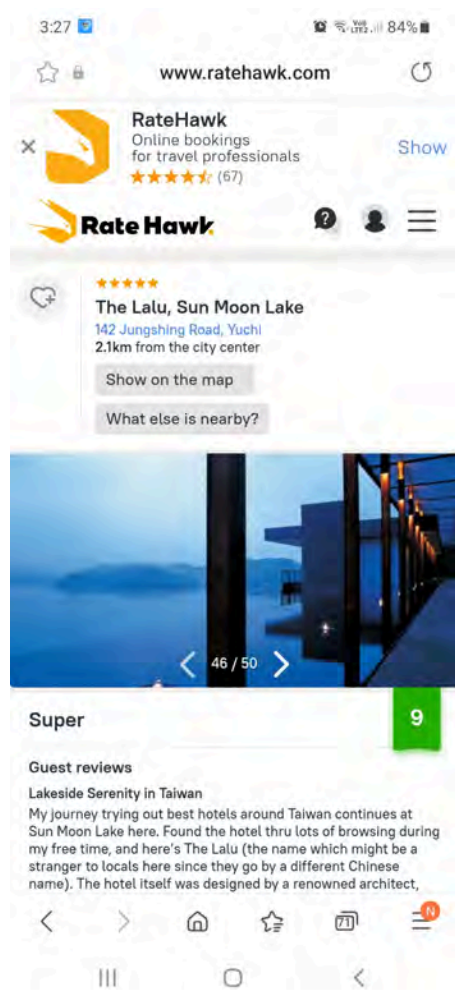 3:27
Vo)) LTE2 84%
www.ratehawk.com
RateHawk
Online bookings
for travel professionals
(67)
Show
Rate Hawk.
?
The Lalu, Sun Moon Lake
142 Jungshing Road, Yuchi
2.1km from the city center
Show on the map
What else is nearby?
46 / 50
Super
9
Guest reviews
Lakeside Serenity in Taiwan
My journey trying out best hotels around Taiwan continues at
Sun Moon Lake here. Found the hotel thru lots of browsing during
my free time, and here's The Lalu (the name which might be a
stranger to locals here since they go by a different Chinese
name). The hotel itself was designed by a renowned architect,
71
N